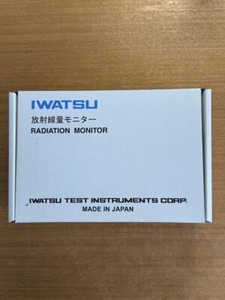 IWATSU
放射線量モニター
RADIATION MONITOR
IWATSU TEST INSTRUMENTS CORP.
MADE IN JAPAN